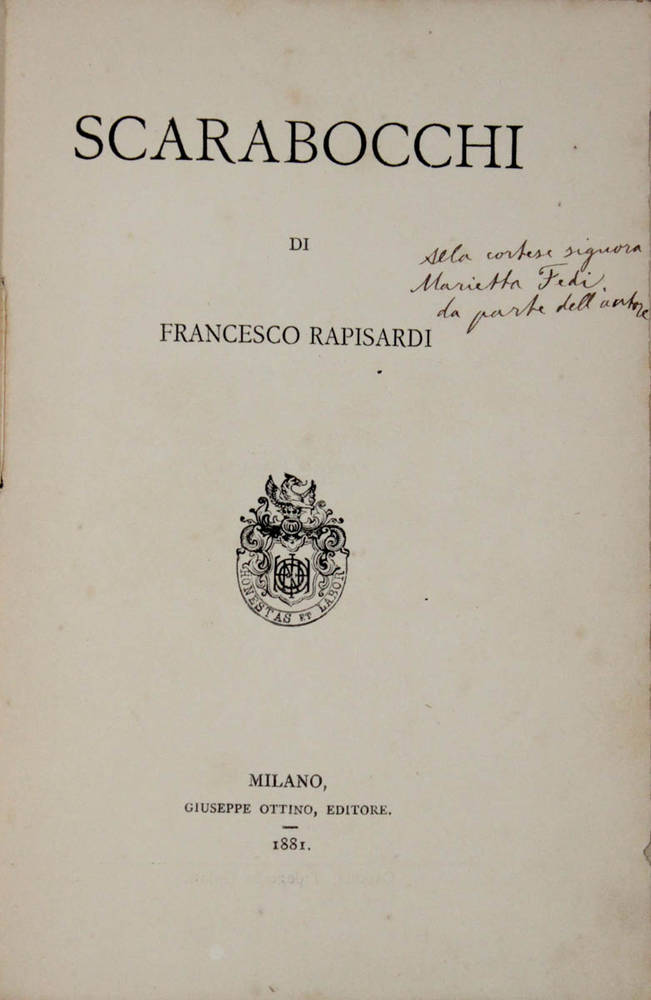 SCARABOCCHI
DI
Alla cortese signora
Marietta Fedi,
da parte dell'autore
FRANCESCO RAPISARDI
HONESTAS ET LABOR
MILANO,
GIUSEPPE OTTINO, EDITORE.
1881.